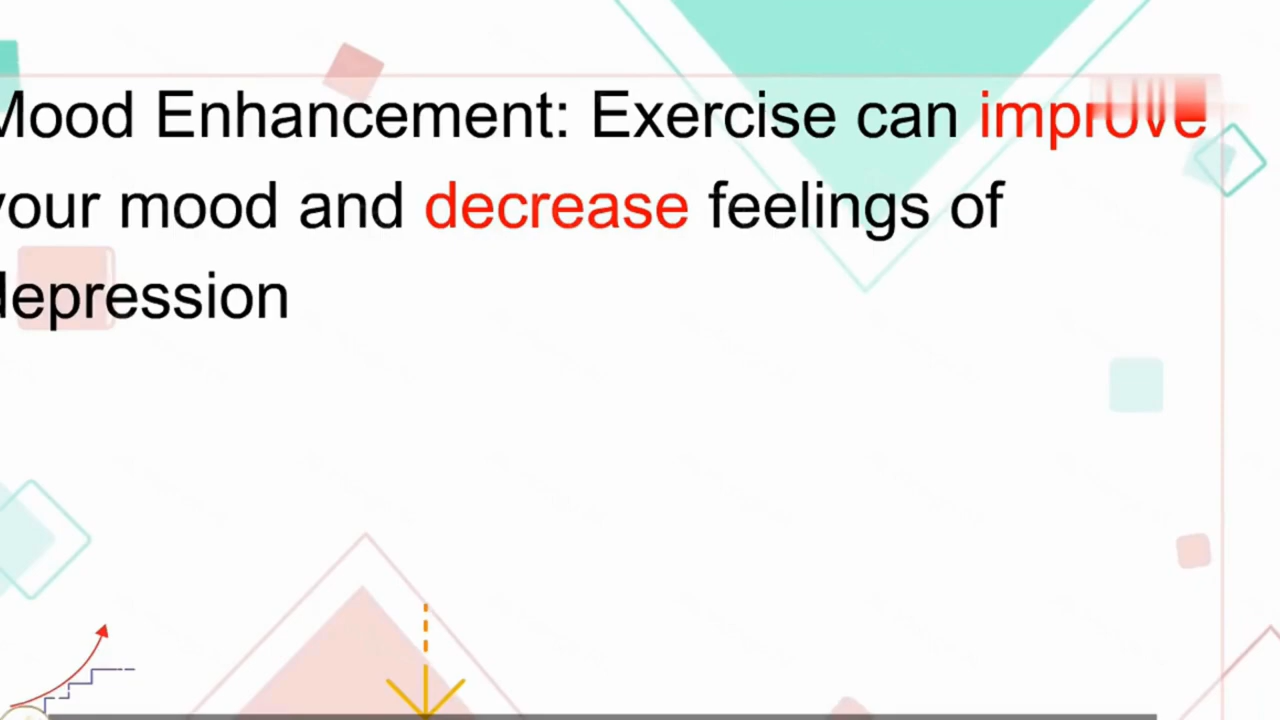 Mood Enhancement: Exercise can improve
your mood and decrease feelings of
depression